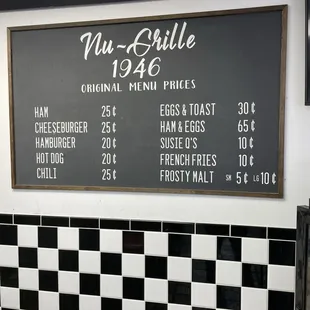 Nu-Grille
1946
ORIGINAL MENU PRICES
HAM 25¢
CHEESEBURGER 25¢
HAMBURGER 20¢
HOT DOG 20¢
CHILI 25¢
EGGS & TOAST 30¢
HAM & EGGS 65¢
SUSIE Q'S 10¢
FRENCH FRIES 10¢
FROSTY MALT SM 5¢ LG 10¢